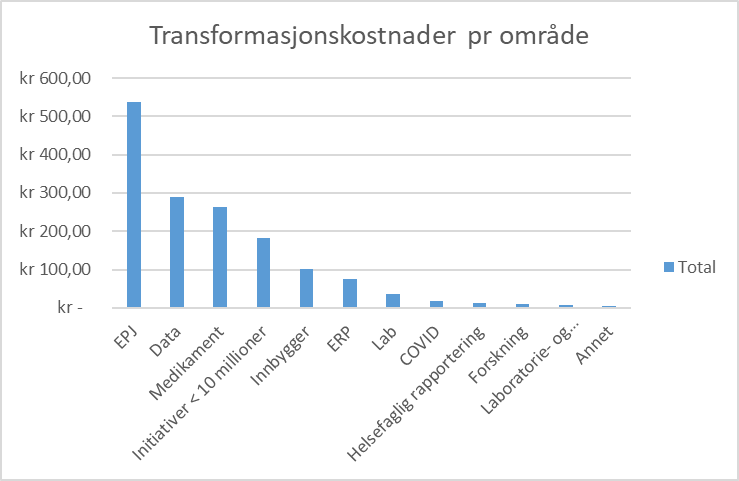 Transformasjonskostnader pr område
kr 600,00
kr 500,00
kr 400,00
kr 300,00
kr 200,00
kr 100,00
kr -
EPJ
Data
Medikament
Initiativer < 10 millioner
Innbygger
ERP
Lab
COVID
Helsefaglig rapportering
Forskning
Laboratorie- og...
Annet
Total